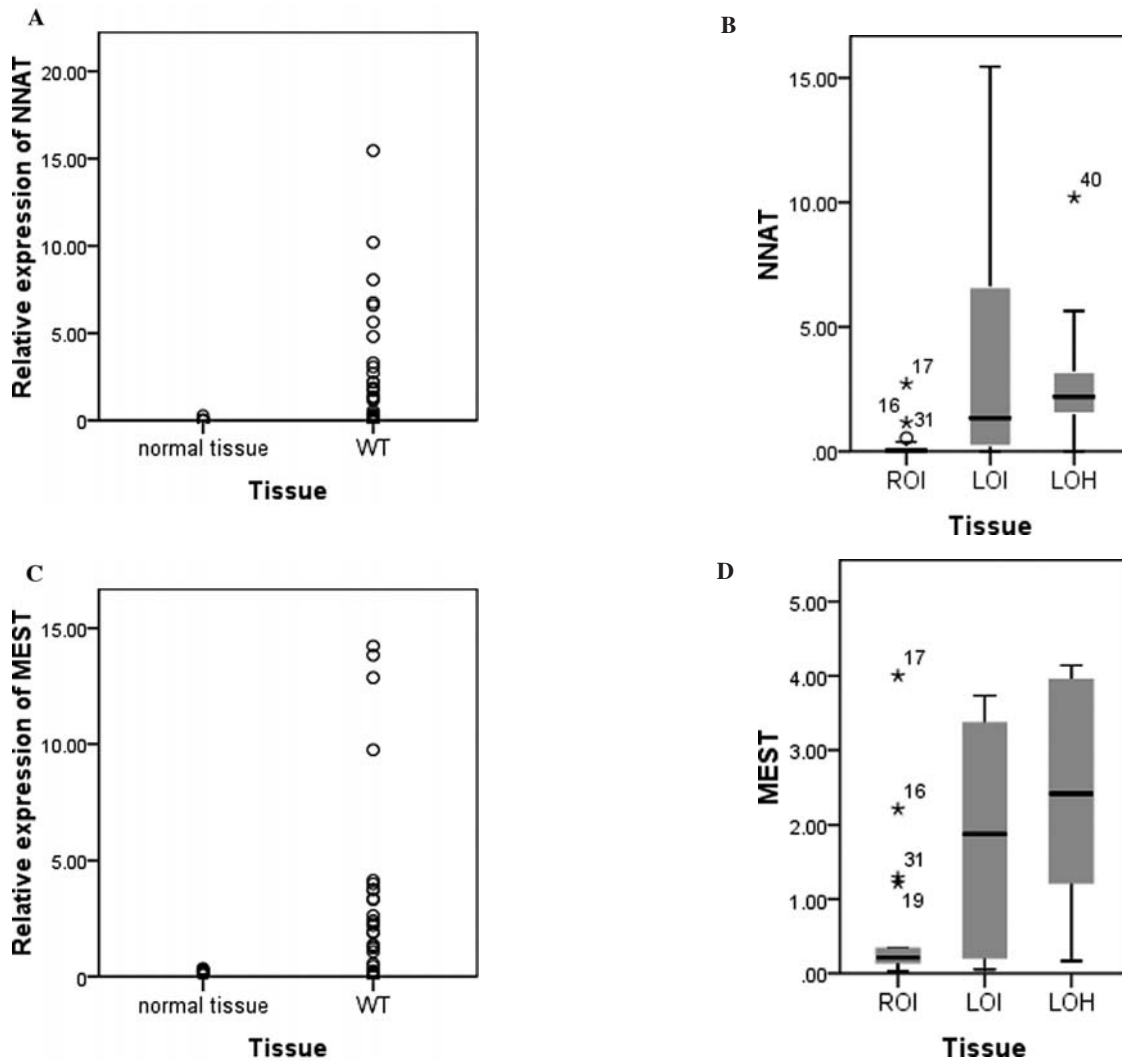 A
Relative expression of NNAT
20.00
15.00
10.00
5.00
0
normal tissue
WT
Tissue
B
NNAT
15.00
10.00
5.00
.00
40
17
16
31
ROI
LOI
LOH
Tissue
C
Relative expression of MEST
15.00
10.00
5.00
0
normal tissue
WT
Tissue
D
MEST
5.00
4.00
3.00
2.00
1.00
.00
17
16
31
19
ROI
LOI
LOH
Tissue